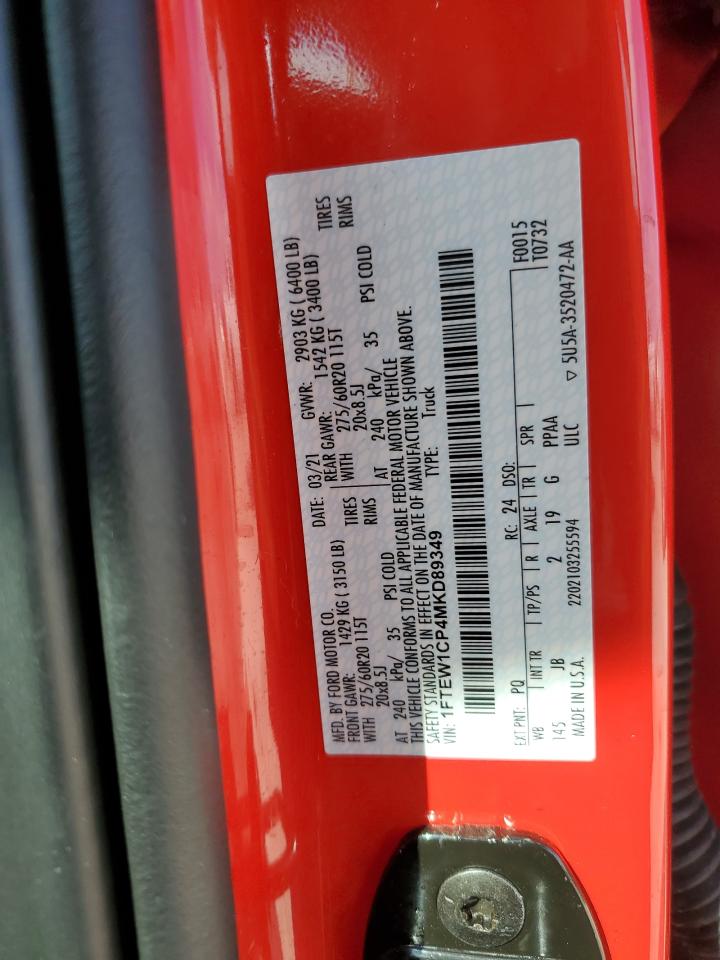 MFD. BY FORD MOTOR CO. DATE: 03/21 GVWR: 2903 KG ( 6400 LB)
FRONT GAWR: 1429 KG ( 3150 LB) REAR GAWR: 1542 KG ( 3400 LB)
WITH 275/60R20 115T TIRES WITH 275/60R20 115T TIRES
20x8.5J RIMS 20x8.5J RIMS
AT 240 kPa/ 35 PSI COLD AT 240 kPa/ 35 PSI COLD
THIS VEHICLE CONFORMS TO ALL APPLICABLE FEDERAL MOTOR VEHICLE
SAFETY STANDARDS IN EFFECT ON THE DATE OF MANUFACTURE SHOWN ABOVE.
VIN: 1FTEW1CP4MKD89349 TYPE: Truck
F0015
EXT PNT: PQ RC: 24 DSO: T0732
WB INT TR TP/PS R AXLE TR SPR
145 JB 2 19 G PPAA
ULC
MADE IN U.S.A. 2202103255594 ▽ 5U5A-3520472-AA